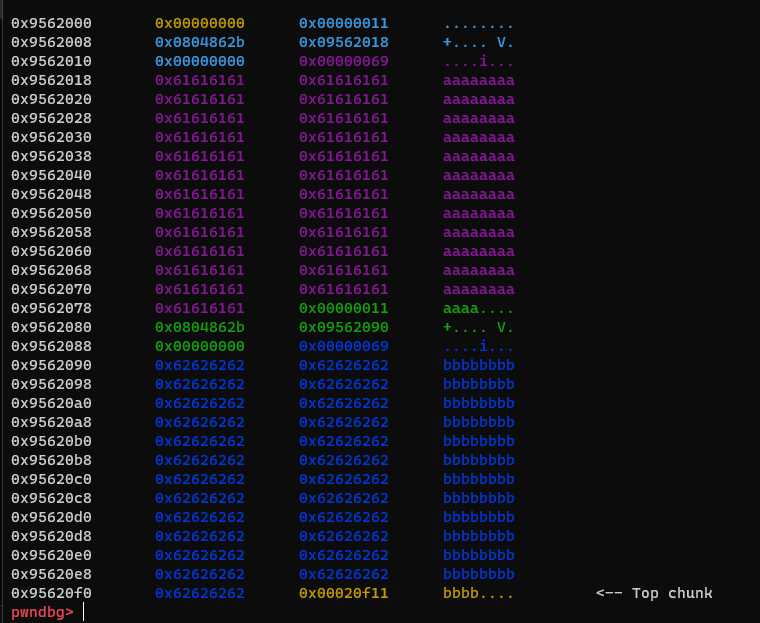 0x9562000 0x00000000 0x00000011 ........
0x9562008 0x0804862b 0x09562018 +.... V.
0x9562010 0x00000000 0x00000069 ....i...
0x9562018 0x61616161 0x61616161 aaaaaaaa
0x9562020 0x61616161 0x61616161 aaaaaaaa
0x9562028 0x61616161 0x61616161 aaaaaaaa
0x9562030 0x61616161 0x61616161 aaaaaaaa
0x9562038 0x61616161 0x61616161 aaaaaaaa
0x9562040 0x61616161 0x61616161 aaaaaaaa
0x9562048 0x61616161 0x61616161 aaaaaaaa
0x9562050 0x61616161 0x61616161 aaaaaaaa
0x9562058 0x61616161 0x61616161 aaaaaaaa
0x9562060 0x61616161 0x61616161 aaaaaaaa
0x9562068 0x61616161 0x61616161 aaaaaaaa
0x9562070 0x61616161 0x61616161 aaaaaaaa
0x9562078 0x61616161 0x00000011 aaaa....
0x9562080 0x0804862b 0x09562090 +.... V.
0x9562088 0x00000000 0x00000069 ....i...
0x9562090 0x62626262 0x62626262 bbbbbbbb
0x9562098 0x62626262 0x62626262 bbbbbbbb
0x95620a0 0x62626262 0x62626262 bbbbbbbb
0x95620a8 0x62626262 0x62626262 bbbbbbbb
0x95620b0 0x62626262 0x62626262 bbbbbbbb
0x95620b8 0x62626262 0x62626262 bbbbbbbb
0x95620c0 0x62626262 0x62626262 bbbbbbbb
0x95620c8 0x62626262 0x62626262 bbbbbbbb
0x95620d0 0x62626262 0x62626262 bbbbbbbb
0x95620d8 0x62626262 0x62626262 bbbbbbbb
0x95620e0 0x62626262 0x62626262 bbbbbbbb
0x95620e8 0x62626262 0x62626262 bbbbbbbb
0x95620f0 0x62626262 0x00020f11 bbbb.... <-- Top chunk
pwndbg>